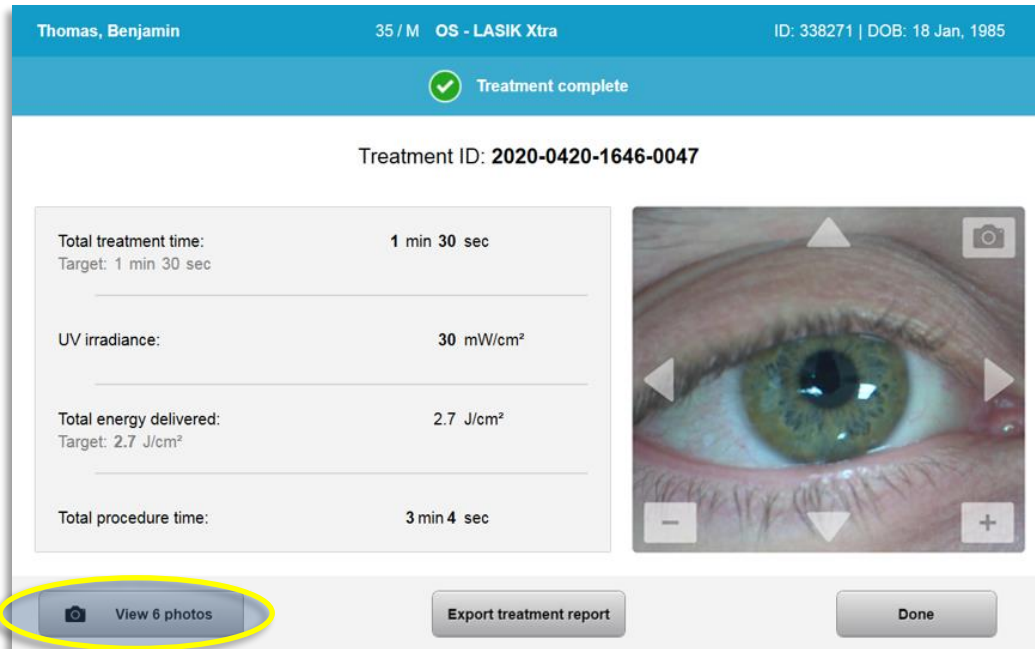 Thomas, Benjamin 35 / M OS - LASIK Xtra ID: 338271 | DOB: 18 Jan, 1985
Treatment complete
Treatment ID: 2020-0420-1646-0047
Total treatment time: 1 min 30 sec
Target: 1 min 30 sec
UV irradiance: 30 mW/cm²
Total energy delivered: 2.7 J/cm²
Target: 2.7 J/cm²
Total procedure time: 3 min 4 sec
View 6 photos Export treatment report Done